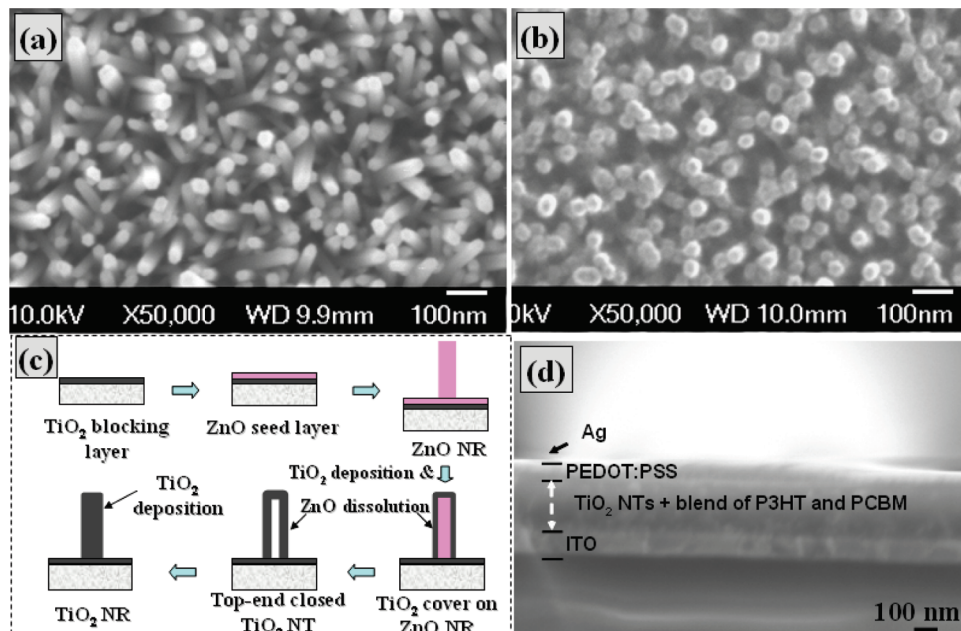 (a)
10.0kV X50,000 WD 9.9mm 100nm
(b)
0kV X50,000 WD 10.0mm 100nm
(c)
TiO2 blocking
layer
ZnO seed layer
ZnO NR
TiO2 deposition &
ZnO dissolution
TiO2
deposition
TiO2 NR
Top-end closed
TiO2 NT
TiO2 cover on
ZnO NR
(d)
Ag
PEDOT:PSS
TiO2 NTs + blend of P3HT and PCBM
ITO
100 nm